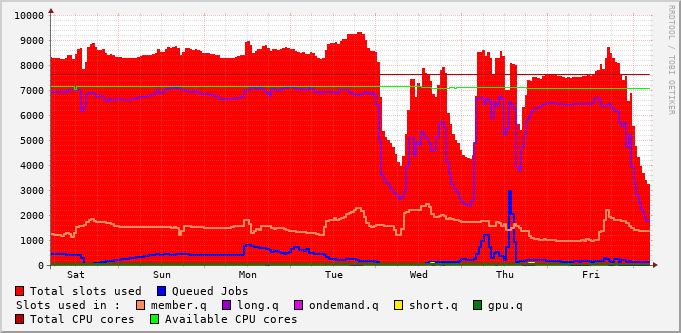 10000
9000
8000
7000
6000
5000
4000
3000
2000
1000
0
Sat Sun Mon Tue Wed Thu Fri
RRDTOOL / TOBI OETIKER
Total slots used Queued Jobs
Slots used in : member.q long.q ondemand.q short.q gpu.q
Total CPU cores Available CPU cores